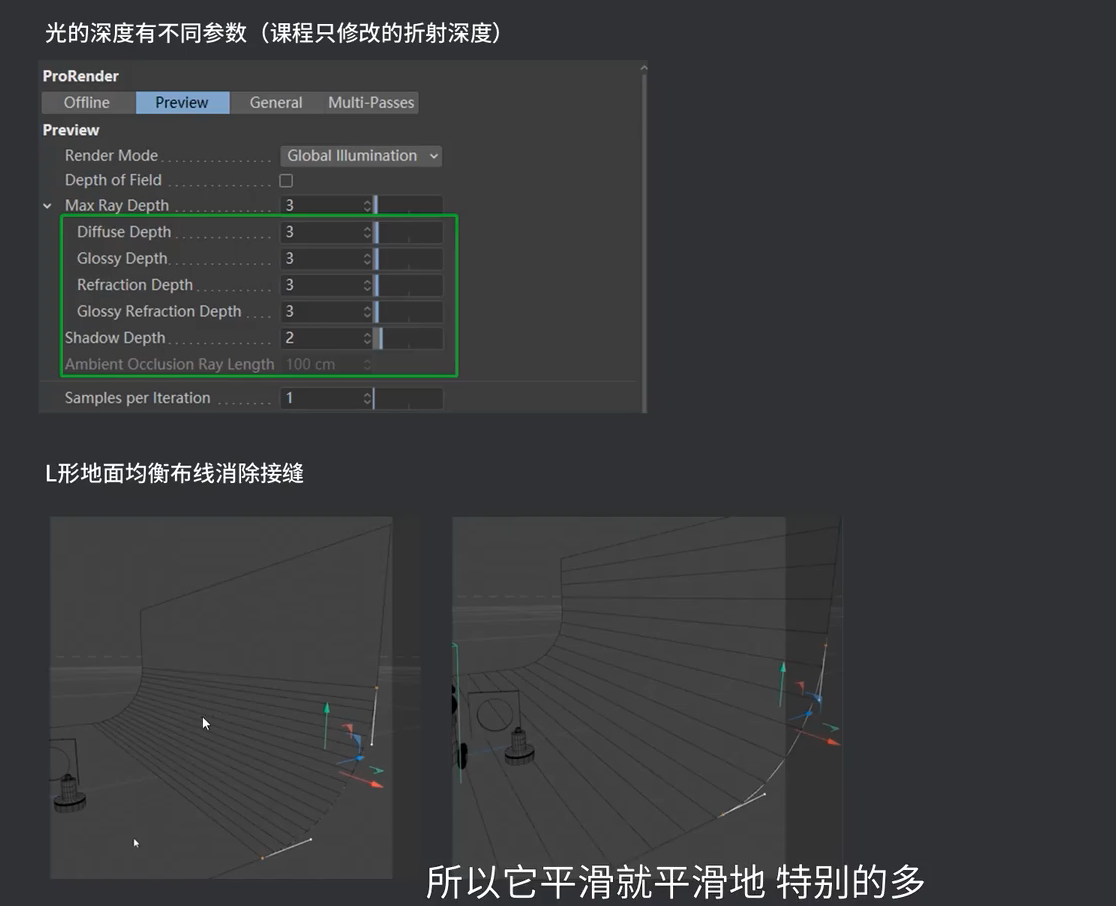 光的深度有不同参数（课程只修改的折射深度）
ProRender
Offline Preview General Multi-Passes
Preview
Render Mode Global Illumination
Depth of Field
Max Ray Depth 3
Diffuse Depth 3
Glossy Depth 3
Refraction Depth 3
Glossy Refraction Depth 3
Shadow Depth 2
Ambient Occlusion Ray Length 100 cm
Samples per Iteration 1
L形地面均衡布线消除接缝
所以它平滑就平滑地 特别的多